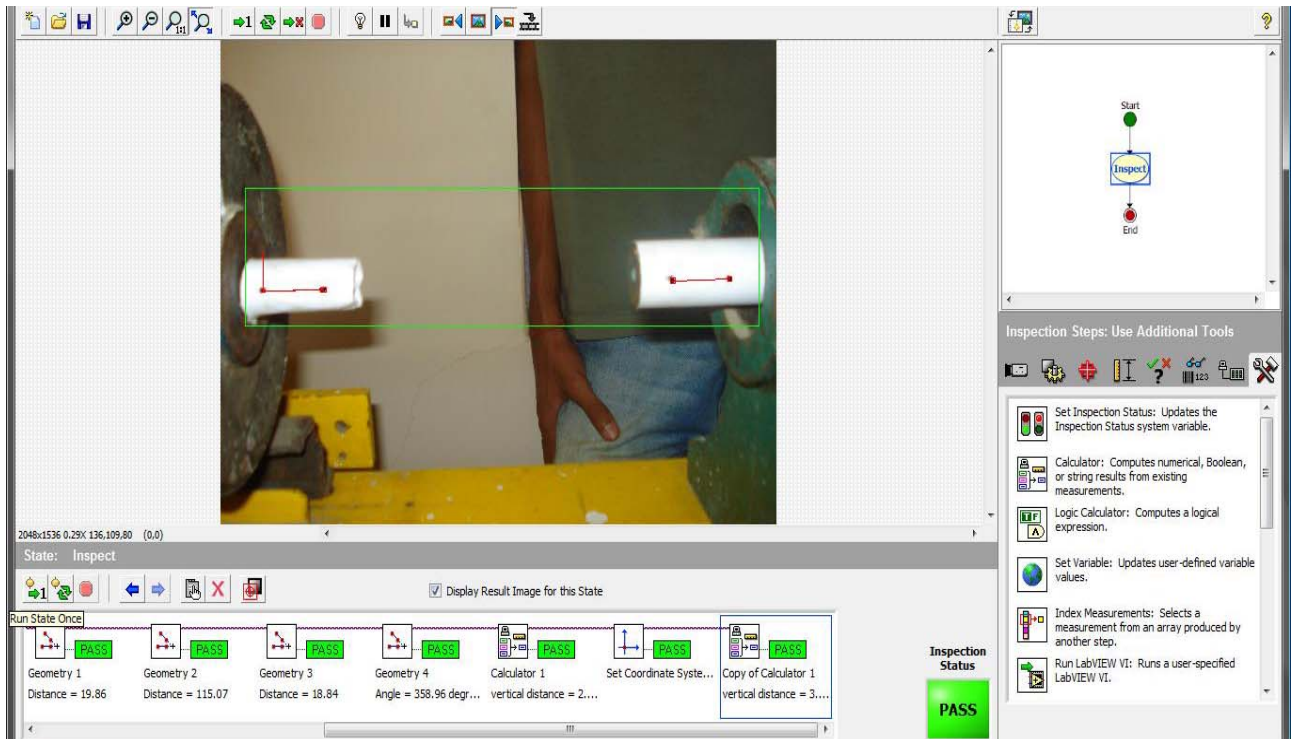 1:1
1
Start
Inspect
End
Inspection Steps: Use Additional Tools
123
Set Inspection Status: Updates the
Inspection Status system variable.
Calculator: Computes numerical, Boolean,
or string results from existing
measurements.
Logic Calculator: Computes a logical
expression.
Set Variable: Updates user-defined variable
values.
Index Measurements: Selects a
measurement from an array produced by
another step.
Run LabVIEW VI: Runs a user-specified
LabVIEW VI.
2048x1536 0.29X 136,109,80 (0,0)
State: Inspect
1
Display Result Image for this State
Run State Once
PASS PASS PASS PASS PASS PASS PASS
Geometry 1 Geometry 2 Geometry 3 Geometry 4 Calculator 1 Set Coordinate Syste... Copy of Calculator 1
Distance = 19.86 Distance = 115.07 Distance = 18.84 Angle = 358.96 degr... vertical distance = 2.... vertical distance = 3....
Inspection
Status
PASS